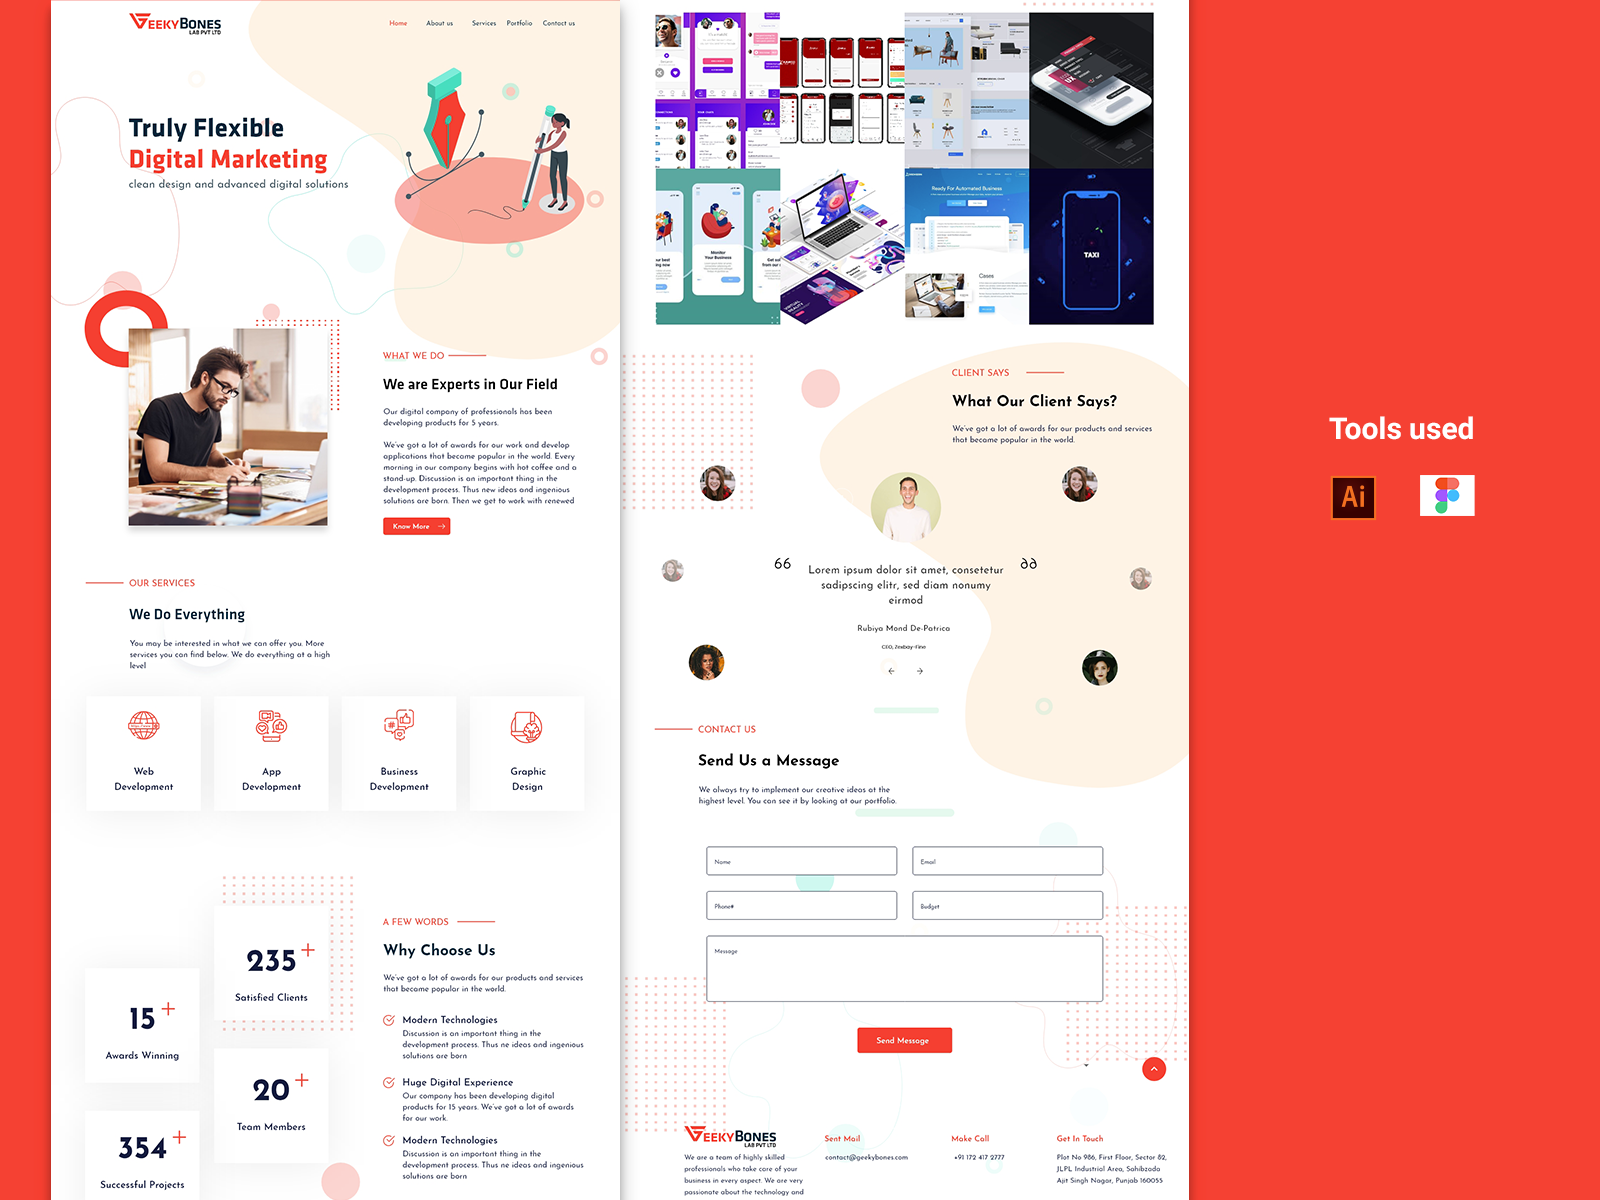 GEEKYBONES
LAB PVT LTD
Home
About us
Services
Portfolio
Contact us
Truly Flexible
Digital Marketing
clean design and advanced digital solutions
WHAT WE DO
We are Experts in Our Field
Our digital company of professionals has been
developing products for 5 years.
We've got a lot of awards for our work and develop
applications that became popular in the world. Every
morning in our company begins with hot coffee and a
stand-up. Discussion is an important thing in the
development process. Thus new ideas and ingenious
solutions are born. Then we get to work with renewed
Know More
OUR SERVICES
We Do Everything
You may be interested in what we can offer you. More
services you can find below. We do everything at a high
level
Web
Development
App
Development
Business
Development
Graphic
Design
235+
Satisfied Clients
15+
Awards Winning
20+
Team Members
354+
Successful Projects
A FEW WORDS
Why Choose Us
We've got a lot of awards for our products and services
that became popular in the world.
Modern Technologies
Discussion is an important thing in the
development process. Thus ne ideas and ingenious
solutions are born
Huge Digital Experience
Our company has been developing digital
products for 15 years. We've got a lot of awards
for our work.
Modern Technologies
Discussion is an important thing in the
development process. Thus ne ideas and ingenious
solutions are born
Monitor
Your Business
Ready For Automated Business
Cases
TAXI
CLIENT SAYS
What Our Client Says?
We've got a lot of awards for our products and services
that became popular in the world.
Lorem ipsum dolor sit amet, consetetur
sadipscing elitr, sed diam nonumy
eirmod
Rubiya Mond De-Patrica
CEO, Zexbay-Fine
CONTACT US
Send Us a Message
We always try to implement our creative ideas at the
highest level. You can see it by looking at our portfolio.
Name
Email
Phone#
Budget
Message
Send Message
GEEKYBONES
LAB PVT LTD
We are a team of highly skilled
professionals who take care of your
business in every aspect. We are very
passionate about the technology and
Sent Mail
contact@geekybones.com
Make Call
+91 172 417 2777
Get In Touch
Plot No 986, First Floor, Sector 82,
JLPL Industrial Area, Sahibzada
Ajit Singh Nagar, Punjab 160055
Tools used
Ai